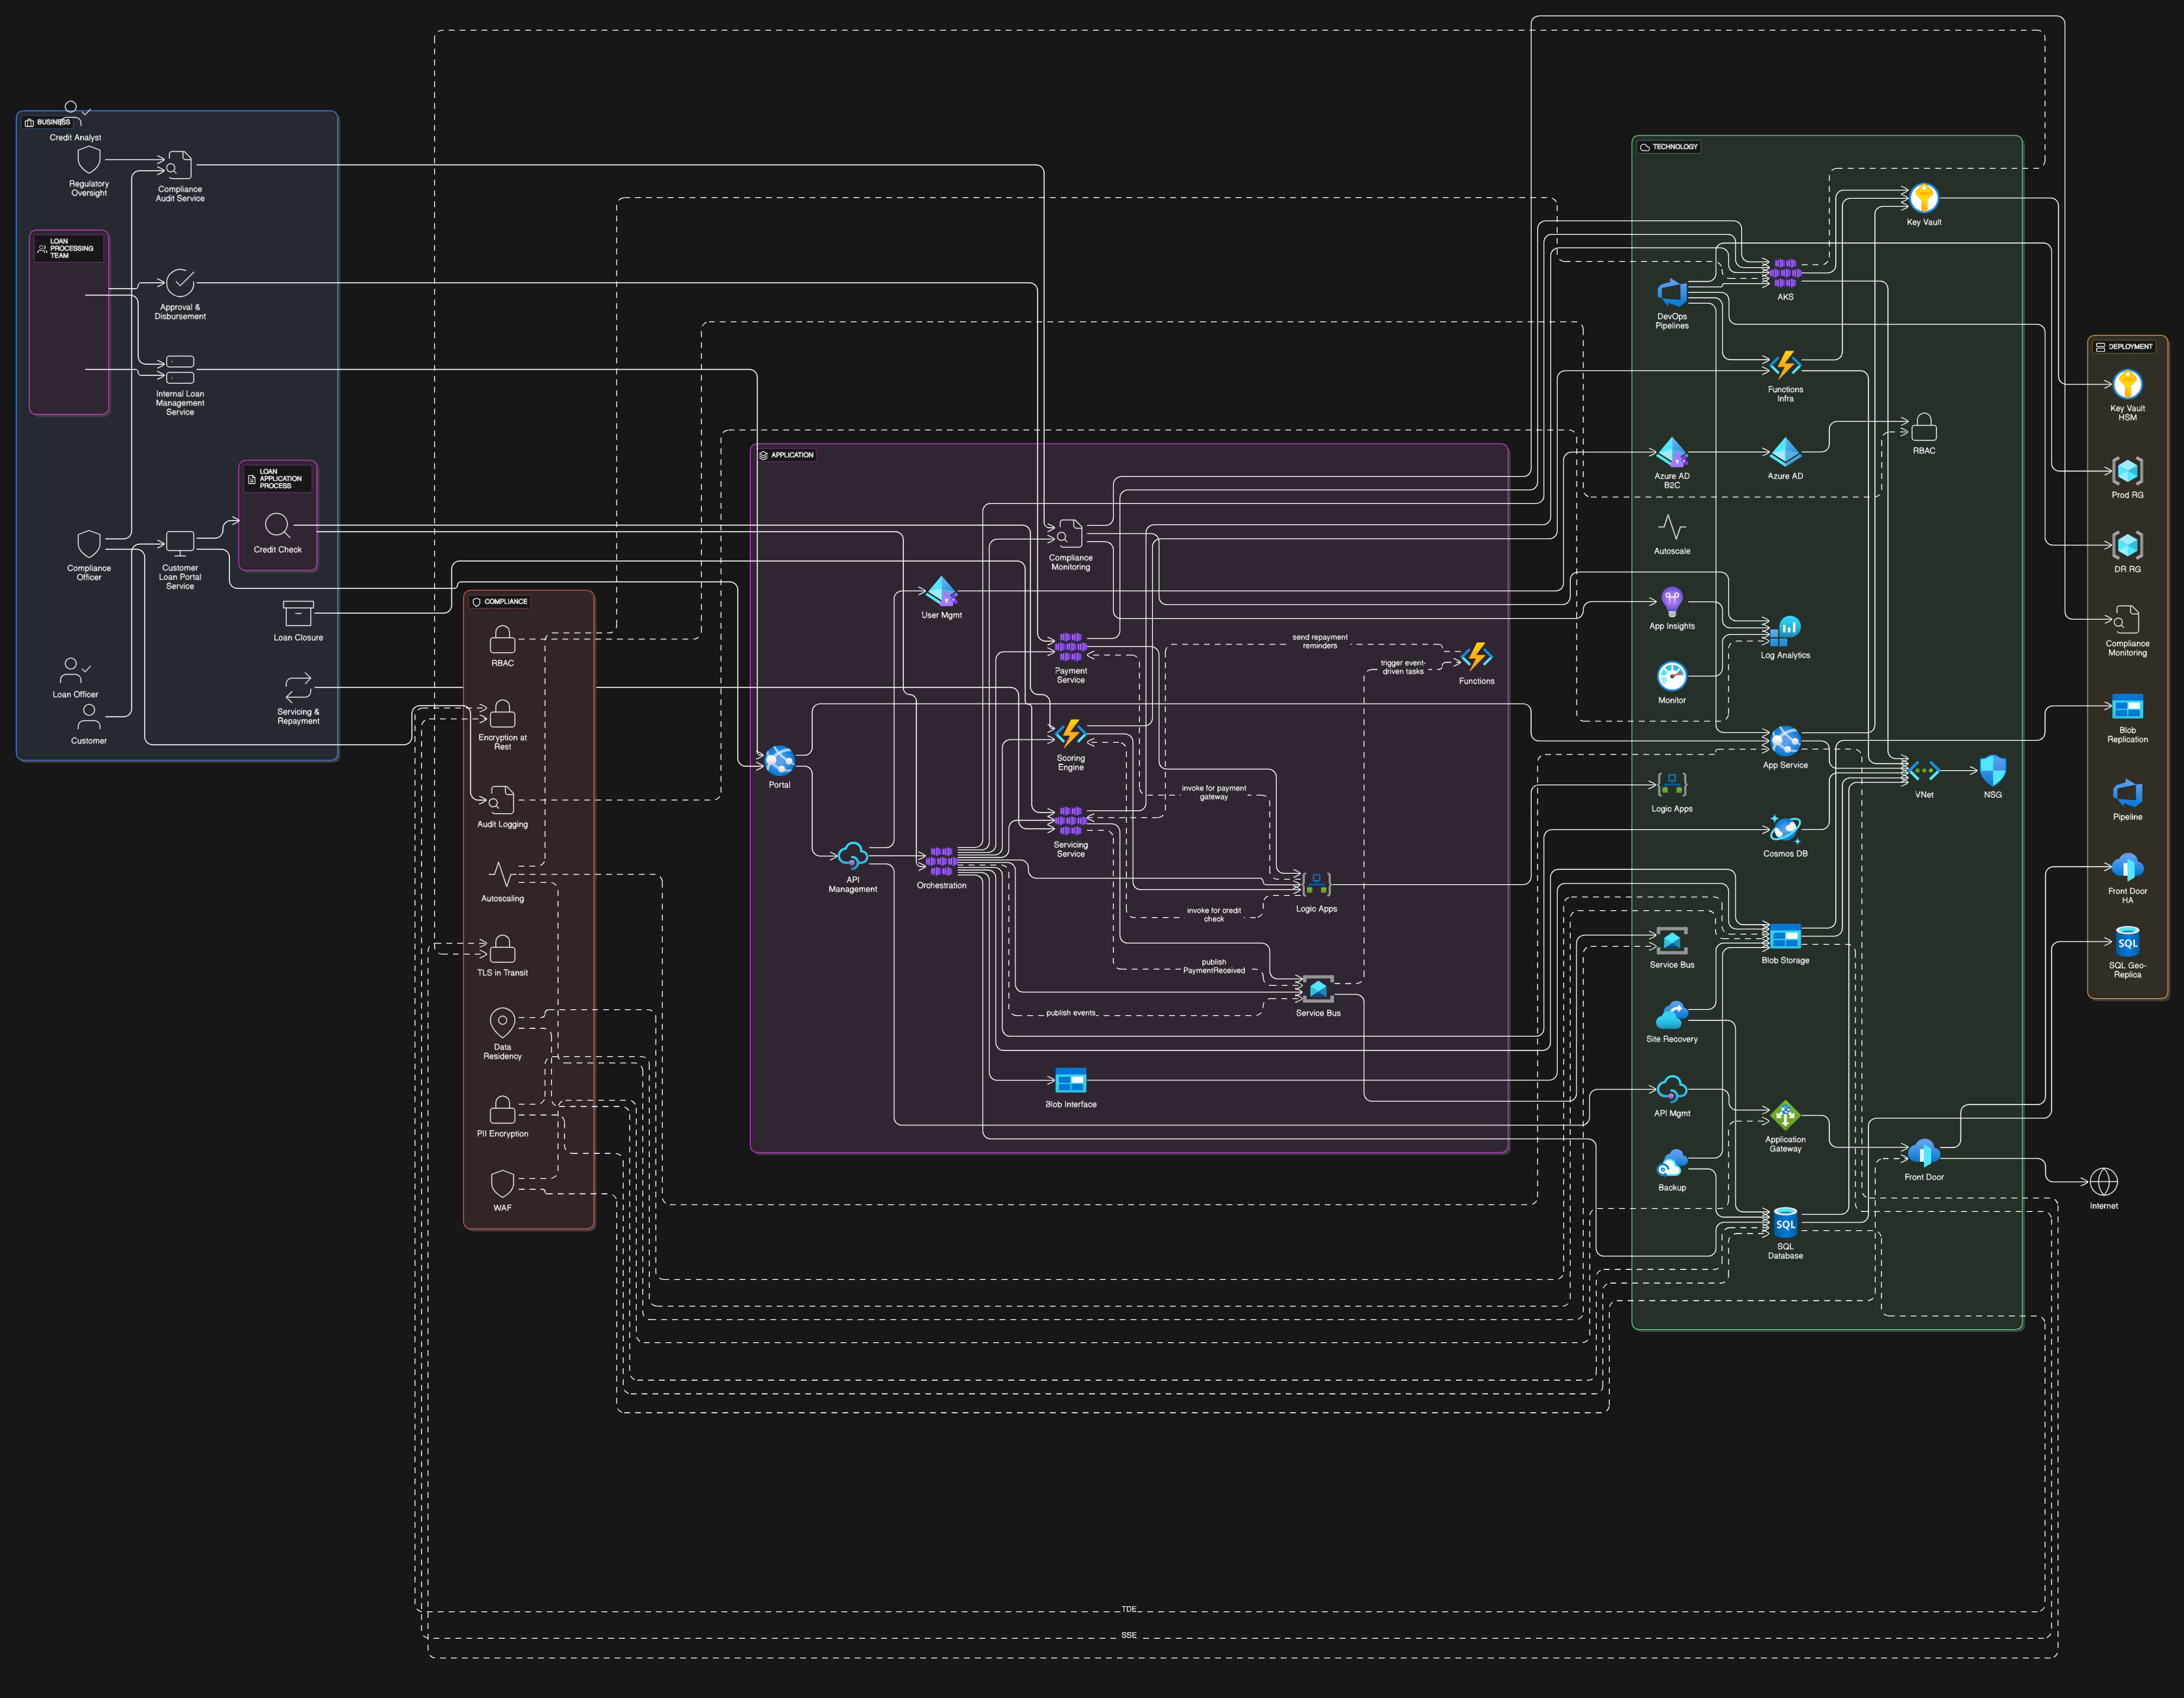 BUSINESS
Credit Analyst
Regulatory
Oversight
Compliance
Audit Service
LOAN
PROCESSING
TEAM
Approval &
Disbursement
Internal Loan
Management
Service
LOAN
APPLICATION
PROCESS
Credit Check
Compliance
Officer
Customer
Loan Portal
Service
Loan Closure
Loan Officer
Customer
Servicing &
Repayment
COMPLIANCE
RBAC
Encryption at
Rest
Audit Logging
Autoscaling
TLS in Transit
Data
Residency
PII Encryption
WAF
APPLICATION
Compliance
Monitoring
User Mgmt
Payment
Service
send repayment
reminders
trigger event-
driven tasks
Functions
Portal
Scoring
Engine
invoke for payment
gateway
Servicing
Service
API
Management
Orchestration
Logic Apps
invoke for credit
check
publish
PaymentReceived
publish events
Service Bus
Blob Interface
TECHNOLOGY
Key Vault
DevOps
Pipelines
AKS
Functions
Infra
RBAC
Azure AD
B2C
Azure AD
Autoscale
App Insights
Log Analytics
Monitor
App Service
Logic Apps
VNet
NSG
Cosmos DB
Service Bus
Blob Storage
Site Recovery
API Mgmt
Application
Gateway
Backup
Front Door
SQL
SQL
Database
DEPLOYMENT
Key Vault
HSM
Prod RG
DR RG
Compliance
Monitoring
Blob
Replication
Pipeline
Front Door
HA
SQL
SQL Geo-
Replica
Internet
TDE
SSE